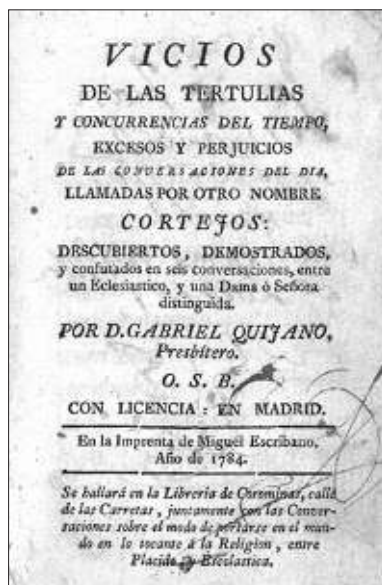 VICIOS
DE LAS TERTULIAS
Y CONCURRENCIAS DEL TIEMPO,
EXCESOS Y PERJUICIOS
DE LAS CONVERSACIONES DEL DIA,
LLAMADAS POR OTRO NOMBRE
CORTEJOS:
DESCUBIERTOS, DEMOSTRADOS,
y confutados en seis conversaciones, entre
un Eclesiastico, y una Dama ó Señora
distinguida.
POR D. GABRIEL QUIJANO,
Presbítero.
O. S. B.
CON LICENCIA: EN MADRID.
En la Imprenta de Miguel Escribano,
Año de 1784.
Se hallará en la Libreria de Corominas, calle
de las Carretas, juntamente con las Conver-
saciones sobre el modo de portarse en el mun-
do en lo tocante á la Religion, entre
Placido y Esclastica.